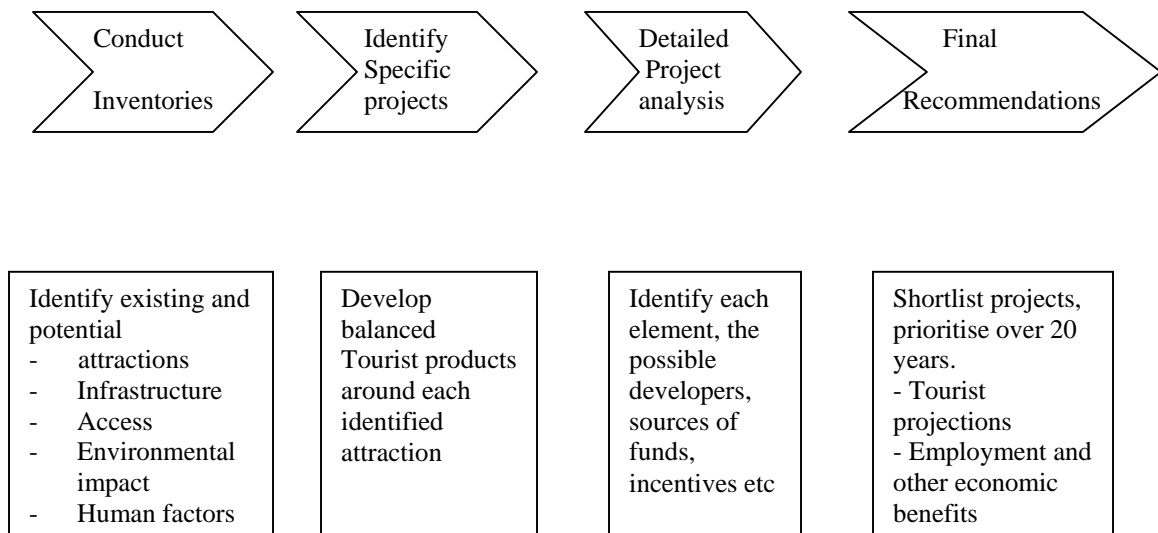 Conduct
Inventories
Identify
Specific
projects
Detailed
Project
analysis
Final
Recommendations
Identify existing and
potential
- attractions
- Infrastructure
- Access
- Environmental
impact
- Human factors
Develop
balanced
Tourist products
around each
identified
attraction
Identify each
element, the
possible
developers,
sources of
funds,
incentives etc
Shortlist projects,
prioritise over 20
years.
- Tourist
projections
- Employment and
other economic
benefits